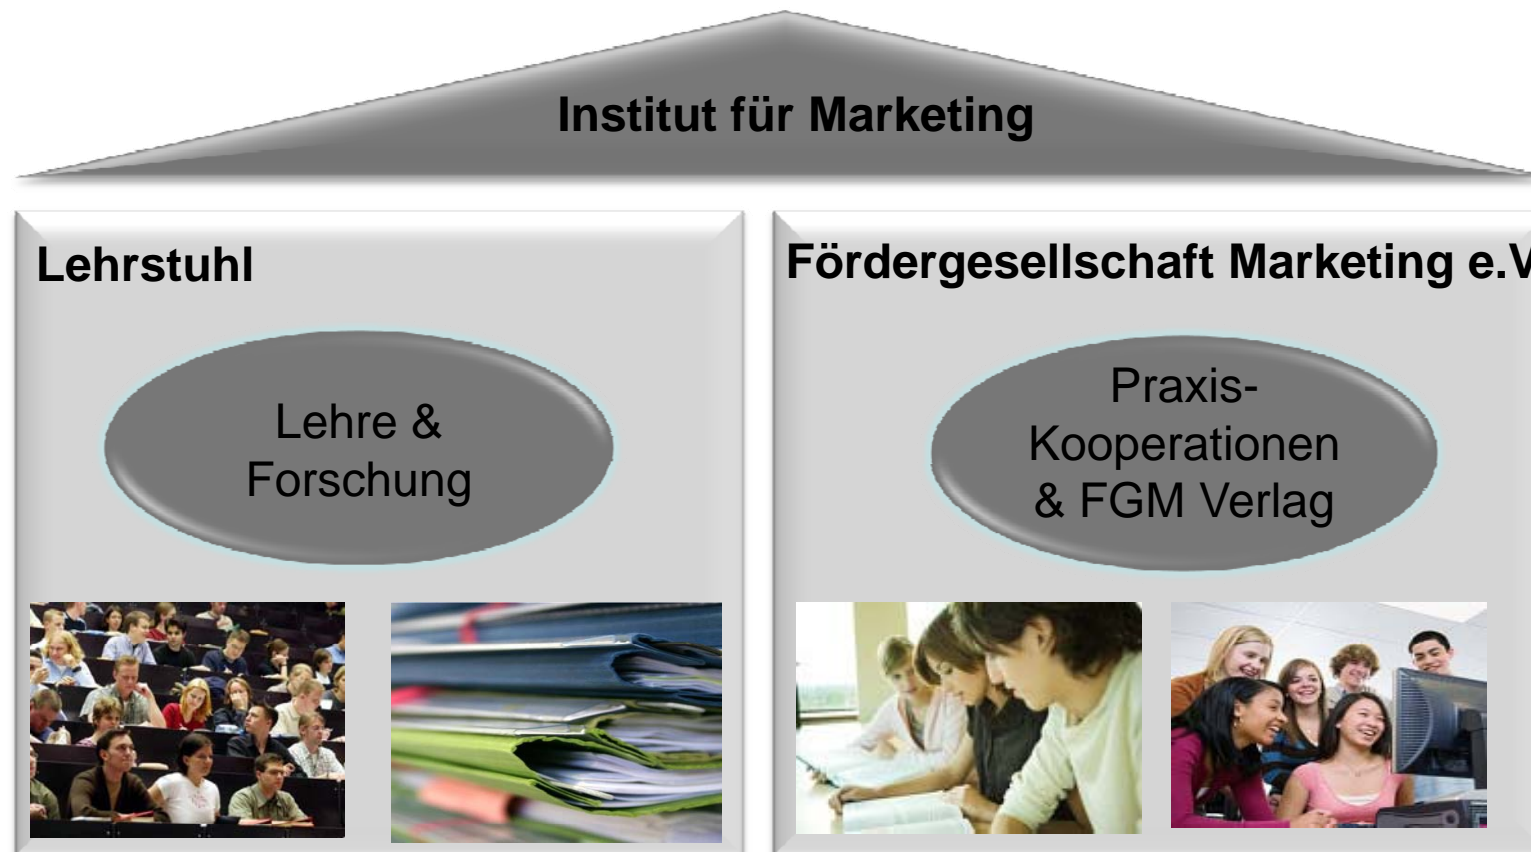 Institut für Marketing
Lehrstuhl
Lehre &
Forschung
Fördergesellschaft Marketing e.V
Praxis-
Kooperationen
& FGM Verlag